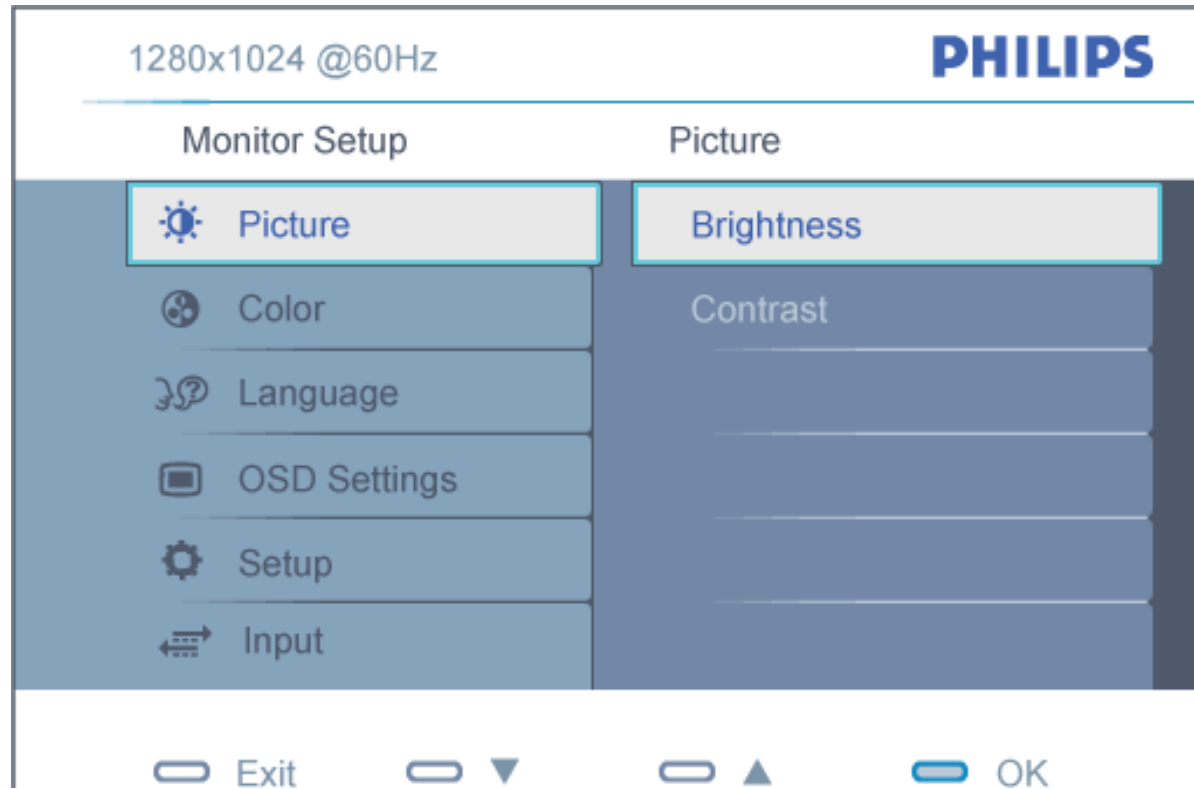 1280x1024 @60Hz PHILIPS
Monitor Setup Picture
Picture Brightness
Color Contrast
Language
OSD Settings
Setup
Input
Exit ▼ ▲ OK